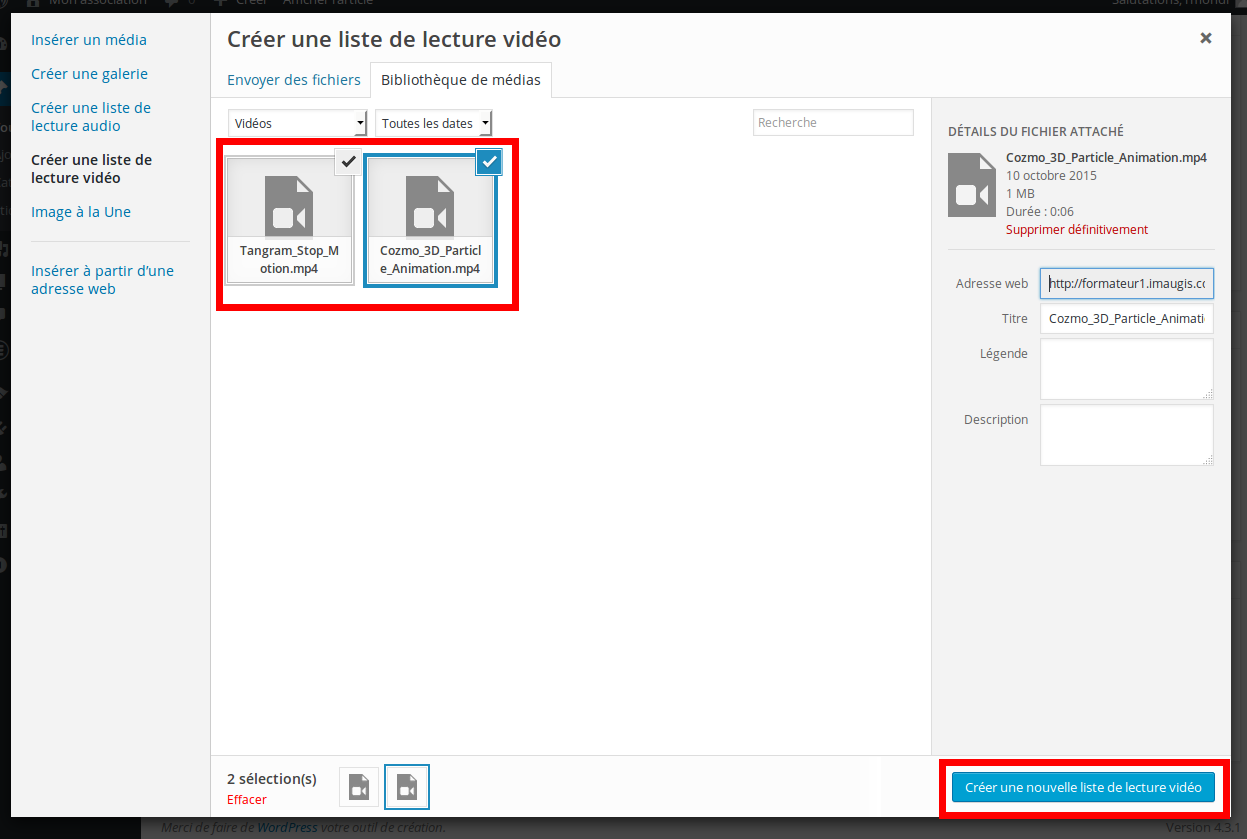 Mon association
0
Créer
Afficher l'article
Salutations, rmondi
Insérer un média
Créer une galerie
Créer une liste de
lecture audio
Créer une liste de
lecture vidéo
Image à la Une
Insérer à partir d’une
adresse web
Créer une liste de lecture vidéo
Envoyer des fichiers
Bibliothèque de médias
Vidéos
Toutes les dates
Recherche
Tangram_Stop_M
otion.mp4
Cozmo_3D_Particl
e_Animation.mp4
DÉTAILS DU FICHIER ATTACHÉ
Cozmo_3D_Particle_Animation.mp4
10 octobre 2015
1 MB
Durée : 0:06
Supprimer définitivement
Adresse web
http://formateur1.imaugis.co
Titre
Cozmo_3D_Particle_Animati
Légende
Description
2 sélection(s)
Effacer
Créer une nouvelle liste de lecture vidéo
Merci de faire de WordPress votre outil de création.
Version 4.3.1